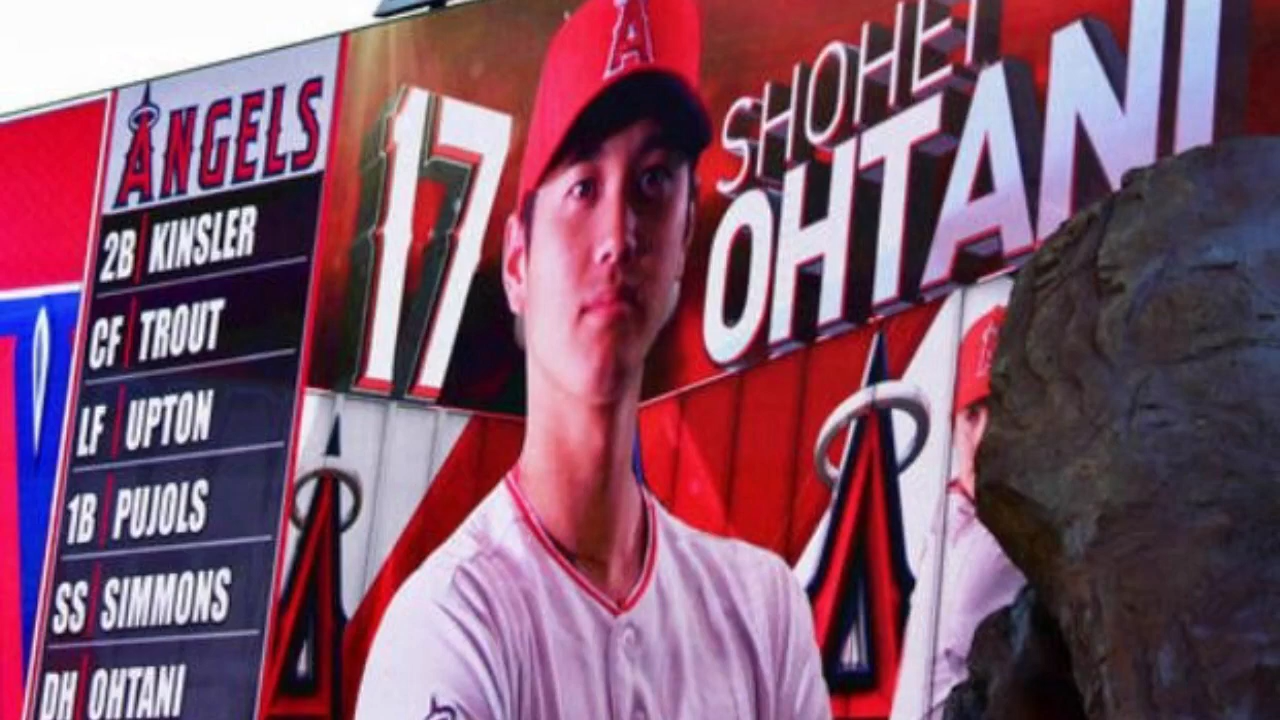 ANGELS
2B KINSLER
CF TROUT
LF UPTON
1B PUJOLS
SS SIMMONS
DH OHTANI
17
SHOHEI
OHTANI
A
A
A